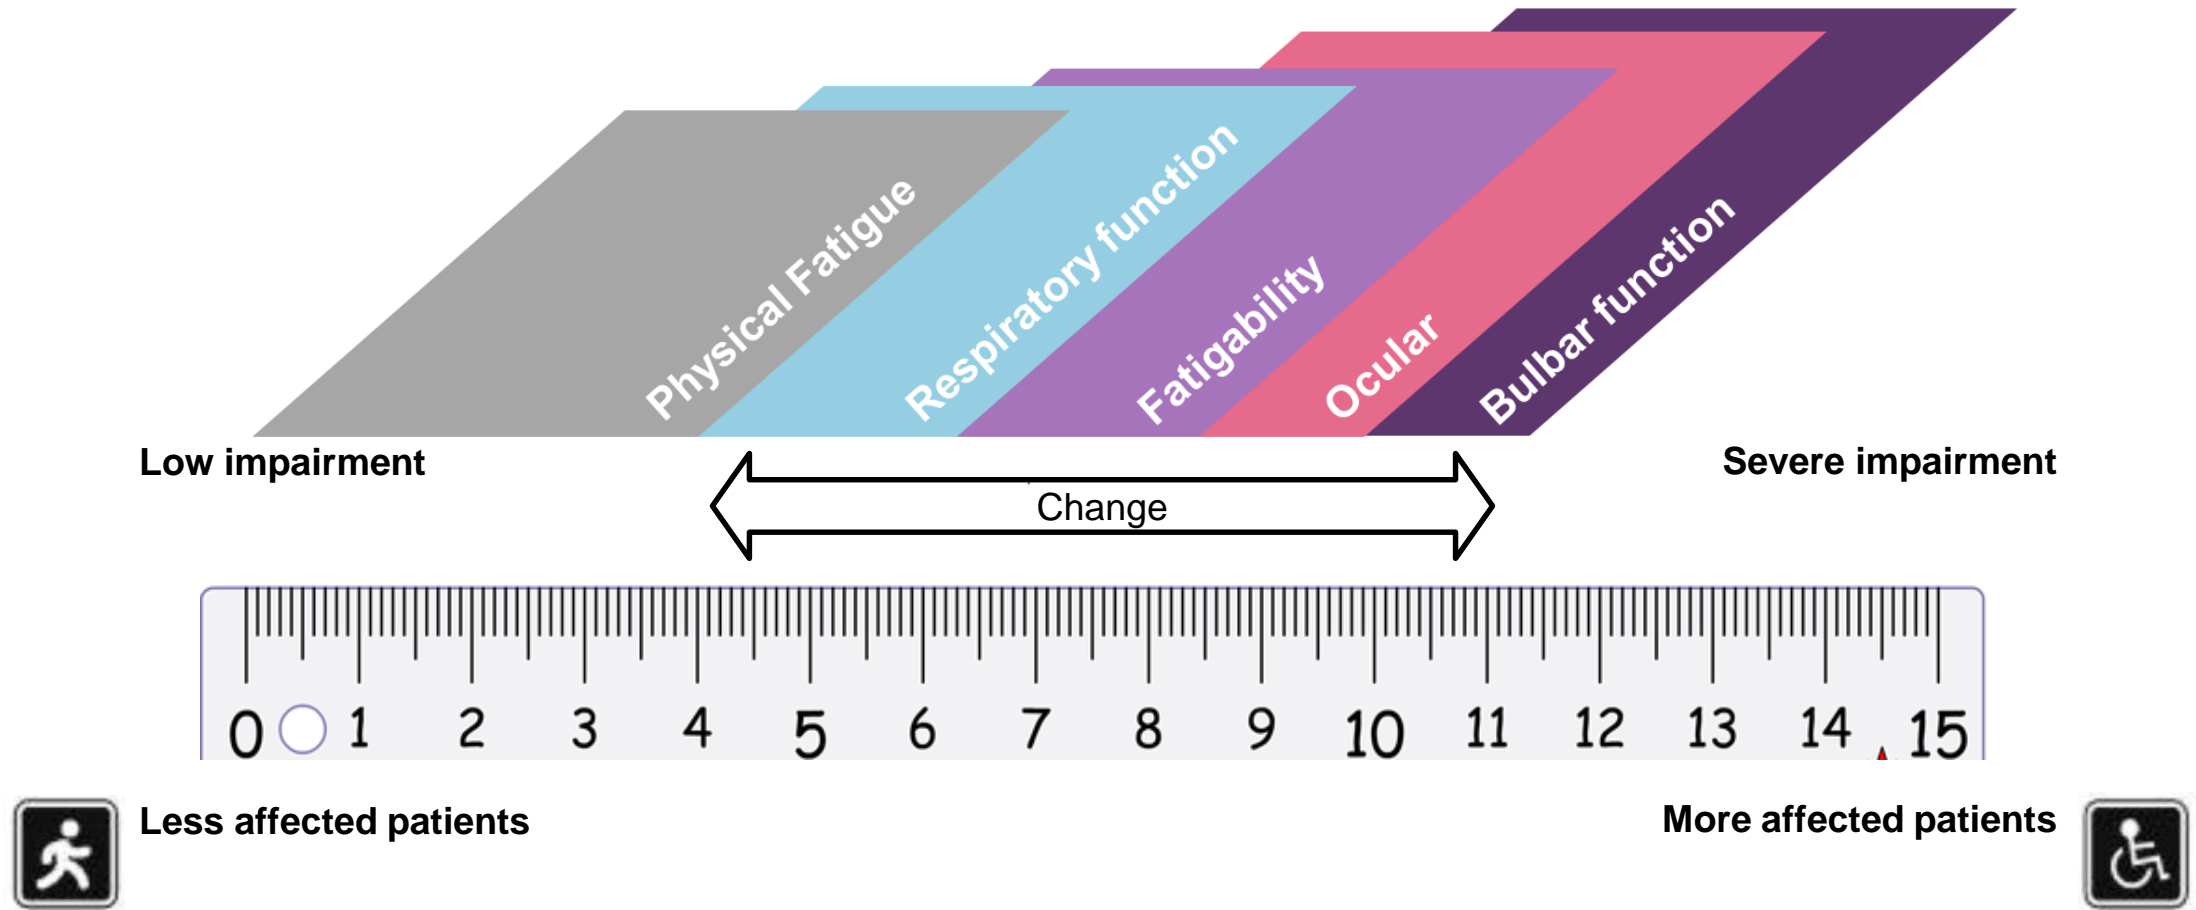 Physical Fatigue
Respiratory function
Fatigability
Ocular
Bulbar function
Low impairment
Severe impairment
Change
0 1 2 3 4 5 6 7 8 9 10 11 12 13 14 15
Less affected patients
More affected patients